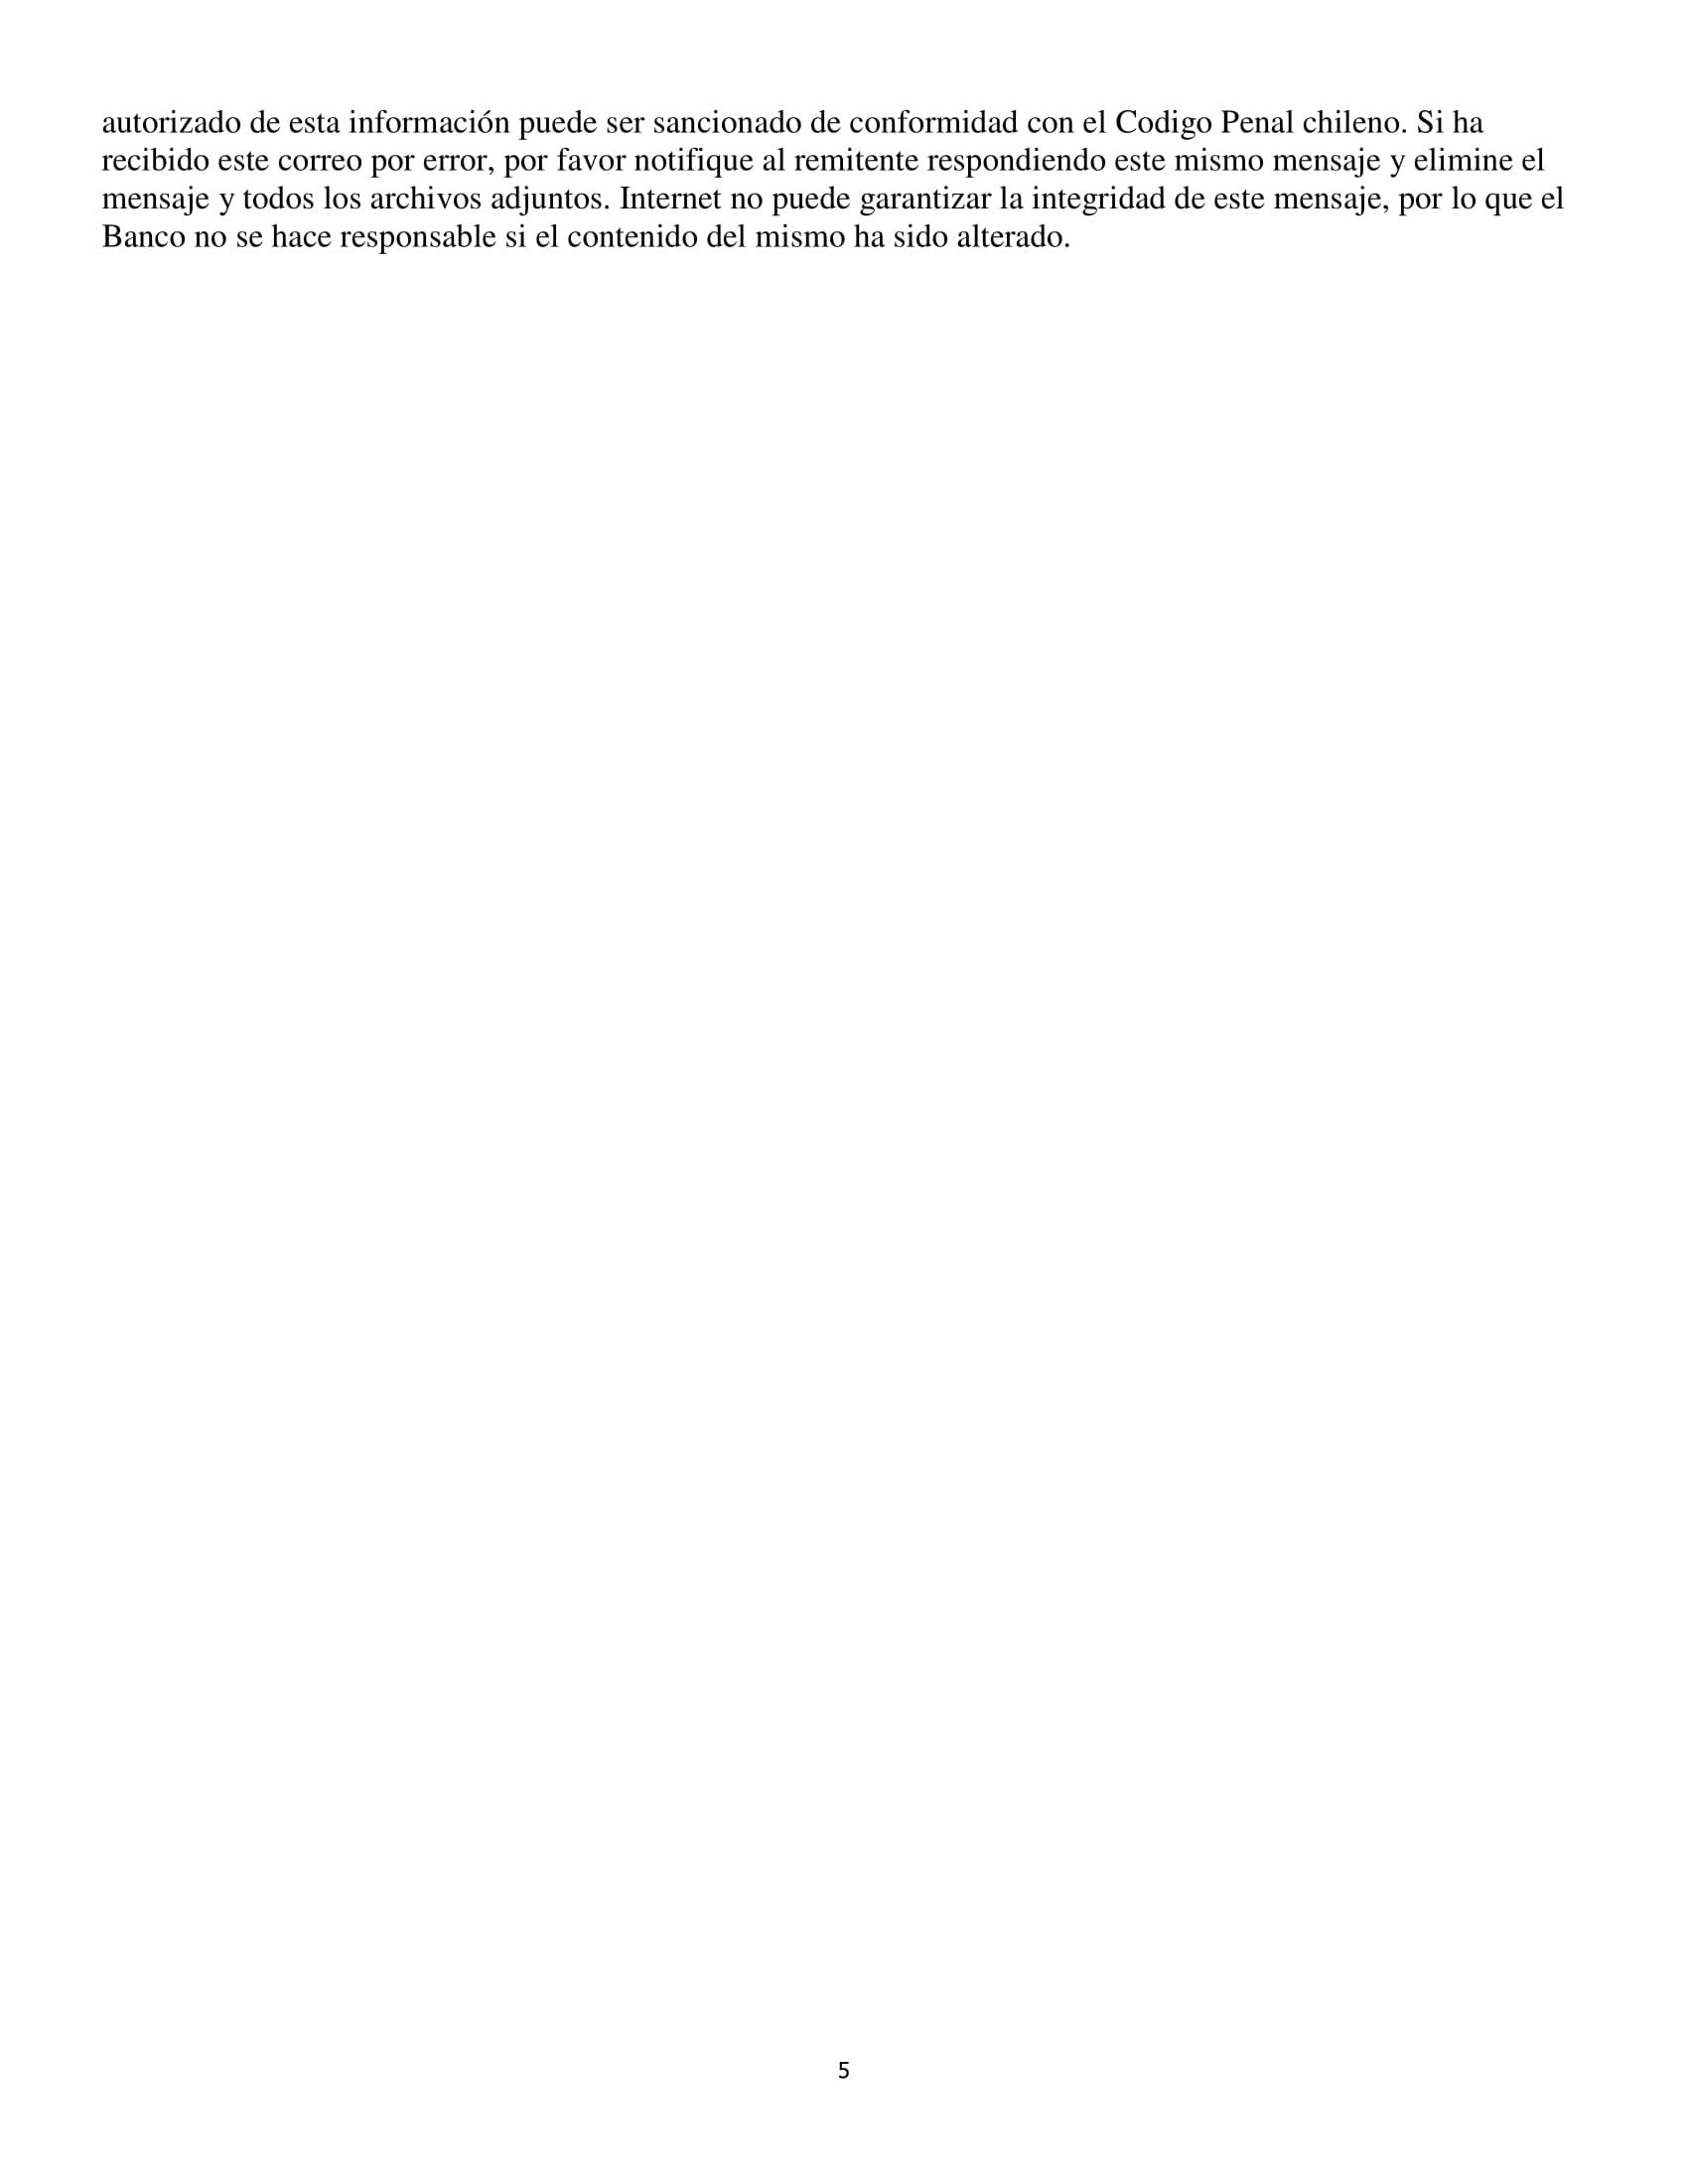 autorizado de esta información puede ser sancionado de conformidad con el Codigo Penal chileno. Si ha
recibido este correo por error, por favor notifique al remitente respondiendo este mismo mensaje y elimine el
mensaje y todos los archivos adjuntos. Internet no puede garantizar la integridad de este mensaje, por lo que el
Banco no se hace responsable si el contenido del mismo ha sido alterado.
5